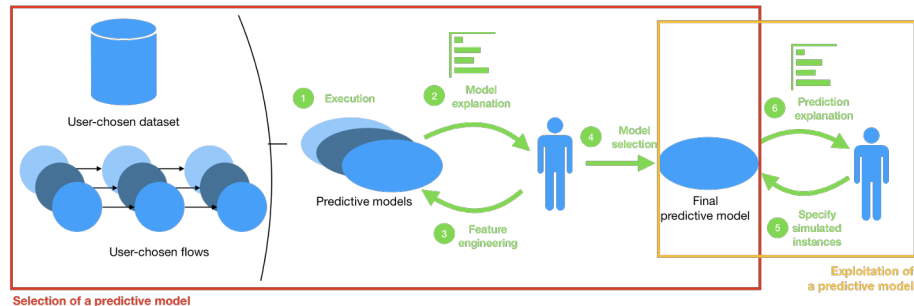 User-chosen dataset
User-chosen flows
1 Execution
2 Model
explanation
Predictive models
3 Feature
engineering
4 Model
selection
Final
predictive model
6 Prediction
explanation
5 Specify
simulated
instances
Selection of a predictive model
Exploitation of
a predictive model